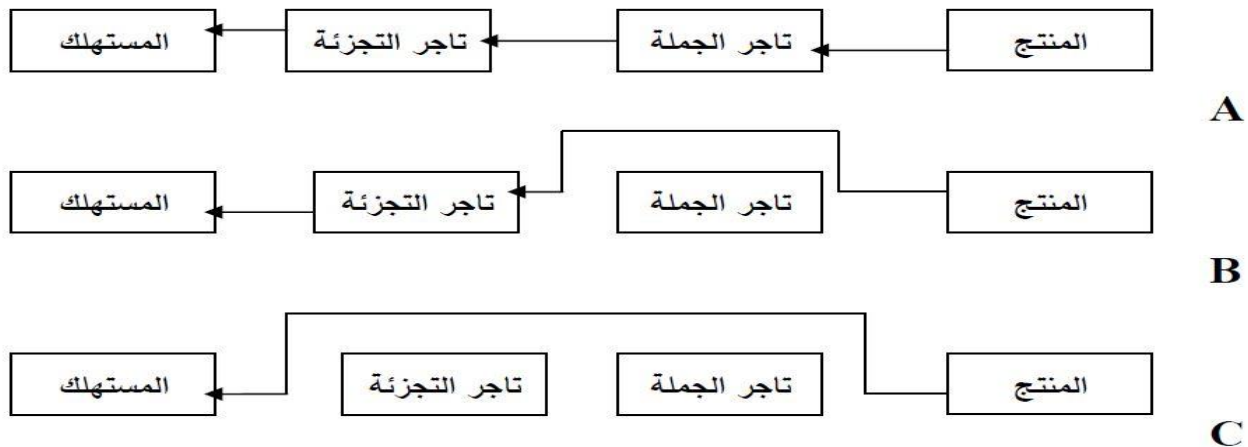 المنتج تاجر الجملة تاجر التجزئة المستهلك
A
المنتج تاجر الجملة تاجر التجزئة المستهلك
B
المنتج تاجر الجملة تاجر التجزئة المستهلك
C